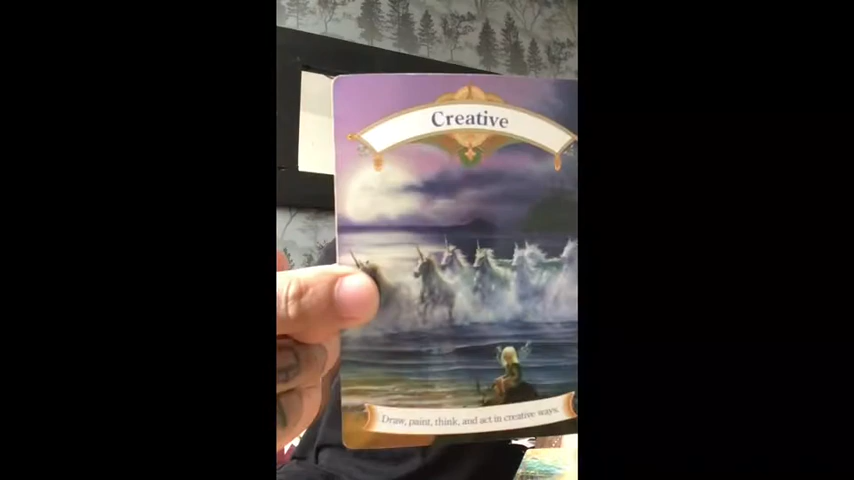 Creative
Draw, paint, think, and act in creative ways.